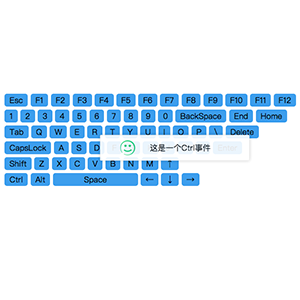 Esc F1 F2 F3 F4 F5 F6 F7 F8 F9 F10 F11 F12
1 2 3 4 5 6 7 8 9 0 BackSpace End Home
Tab Q W E R T Y U I O P \ Delete
CapsLock A S D
这是一个Ctrl事件
Enter
Shift Z X C V B N M ↑
Ctrl Alt Space ← ↓ →